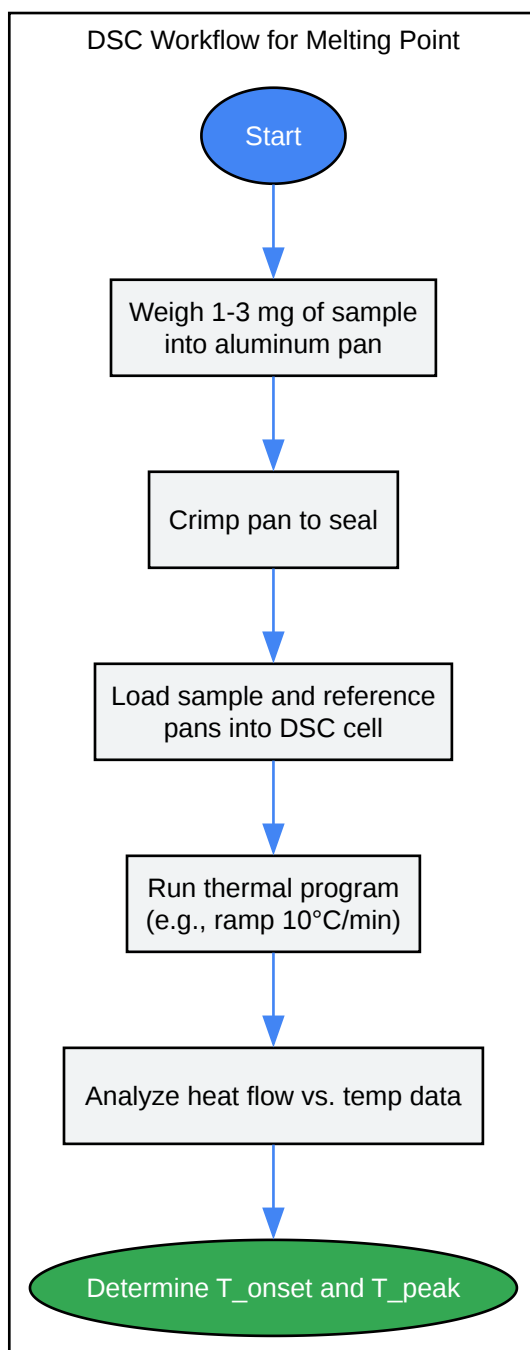 DSC Workflow for Melting Point
Start
Weigh 1-3 mg of sample
into aluminum pan
Crimp pan to seal
Load sample and reference
pans into DSC cell
Run thermal program
(e.g., ramp 10°C/min)
Analyze heat flow vs. temp data
Determine T_onset and T_peak